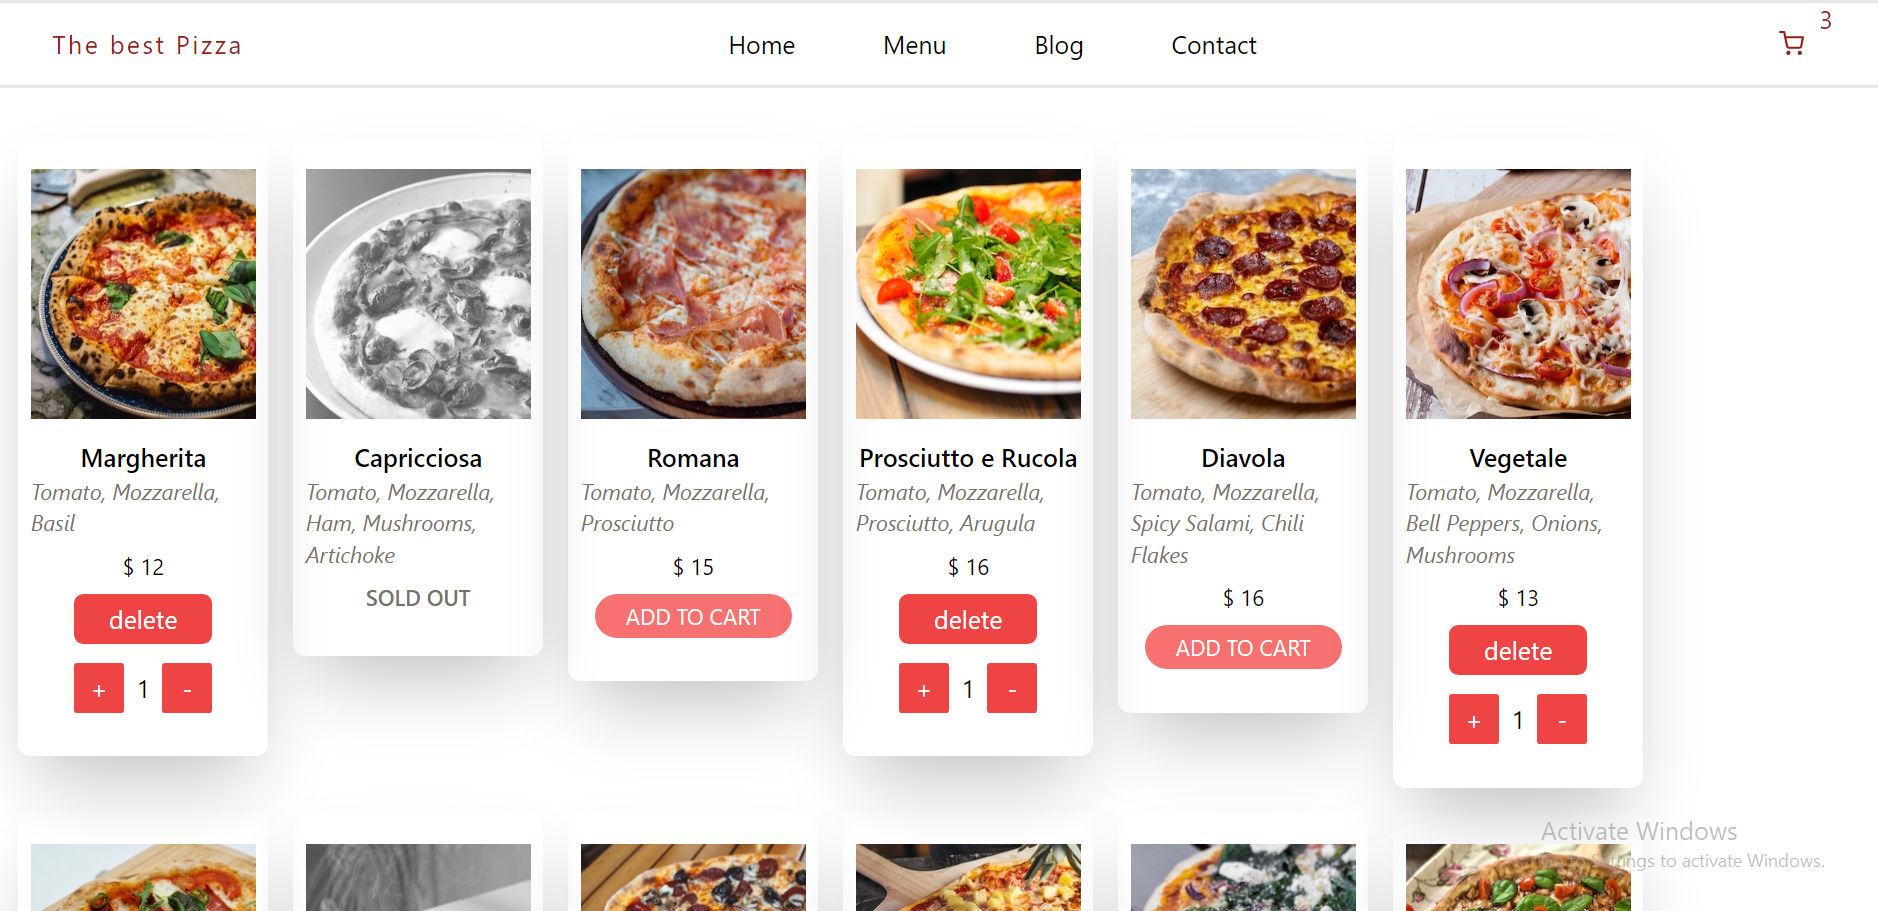 The best Pizza
Home
Menu
Blog
Contact
3
Margherita
Tomato, Mozzarella,
Basil
$ 12
delete
+ 1 -
Capricciosa
Tomato, Mozzarella,
Ham, Mushrooms,
Artichoke
SOLD OUT
Romana
Tomato, Mozzarella,
Prosciutto
$ 15
ADD TO CART
Prosciutto e Rucola
Tomato, Mozzarella,
Prosciutto, Arugula
$ 16
delete
+ 1 -
Diavola
Tomato, Mozzarella,
Spicy Salami, Chili
Flakes
$ 16
ADD TO CART
Vegetale
Tomato, Mozzarella,
Bell Peppers, Onions,
Mushrooms
$ 13
delete
+ 1 -
Activate Windows
Go to Settings to activate Windows.